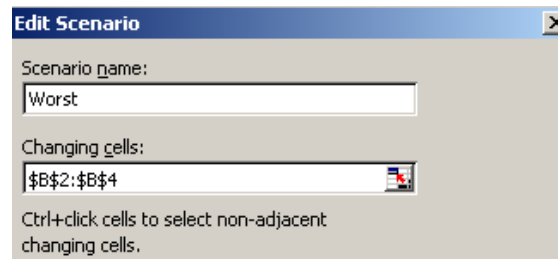 Edit Scenario
Scenario name:
Worst
Changing cells:
$B$2:$B$4
Ctrl+click cells to select non-adjacent
changing cells.